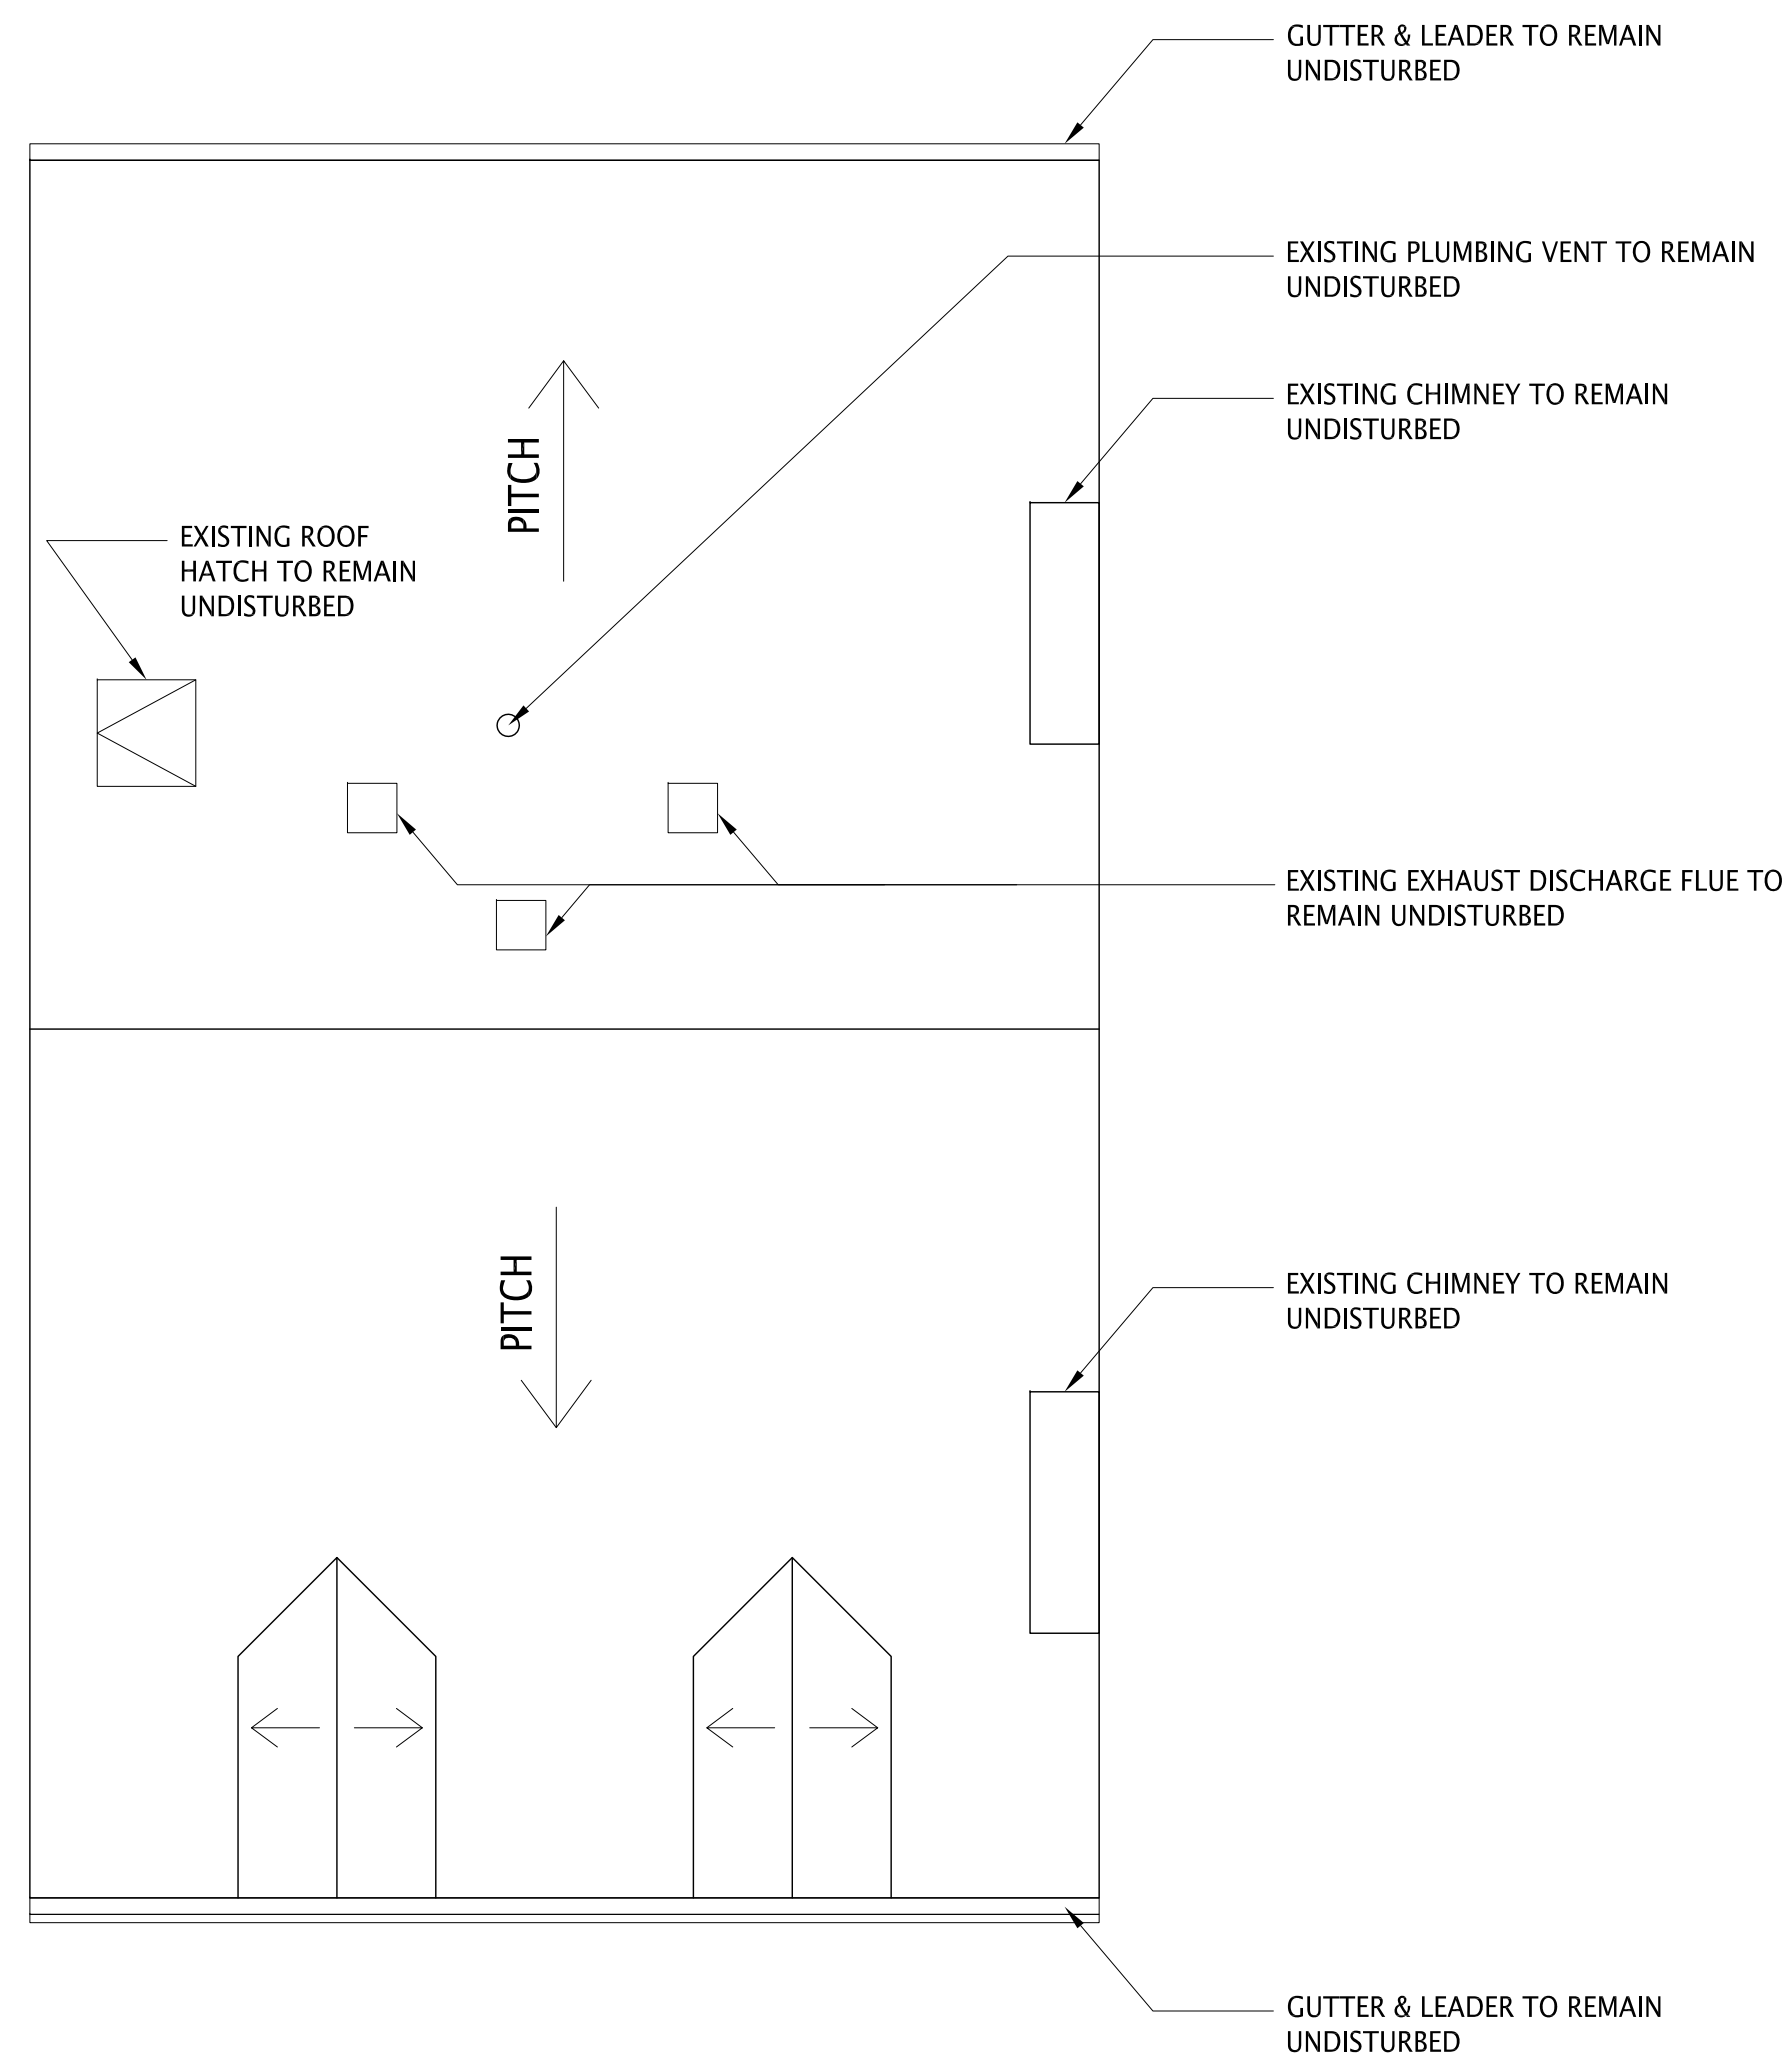 GUTTER & LEADER TO REMAIN
UNDISTURBED
EXISTING PLUMBING VENT TO REMAIN
UNDISTURBED
EXISTING CHIMNEY TO REMAIN
UNDISTURBED
PITCH
EXISTING ROOF
HATCH TO REMAIN
UNDISTURBED
EXISTING EXHAUST DISCHARGE FLUE TO
REMAIN UNDISTURBED
PITCH
EXISTING CHIMNEY TO REMAIN
UNDISTURBED
GUTTER & LEADER TO REMAIN
UNDISTURBED